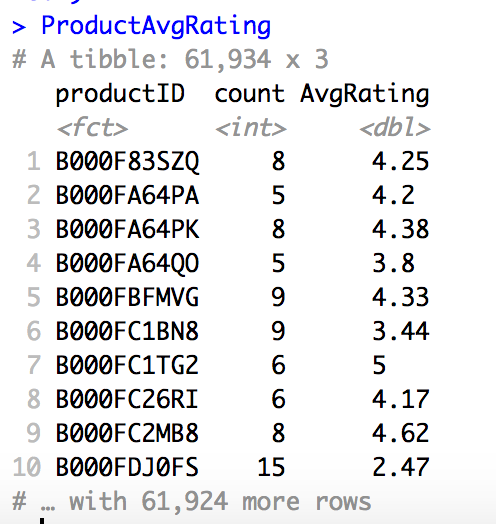 > ProductAvgRating
# A tibble: 61,934 x 3
productID count AvgRating
<fct> <int> <dbl>
1 B000F83SZQ 8 4.25
2 B000FA64PA 5 4.2
3 B000FA64PK 8 4.38
4 B000FA64QO 5 3.8
5 B000FBFMVG 9 4.33
6 B000FC1BN8 9 3.44
7 B000FC1TG2 6 5
8 B000FC26RI 6 4.17
9 B000FC2MB8 8 4.62
10 B000FDJ0FS 15 2.47
# … with 61,924 more rows